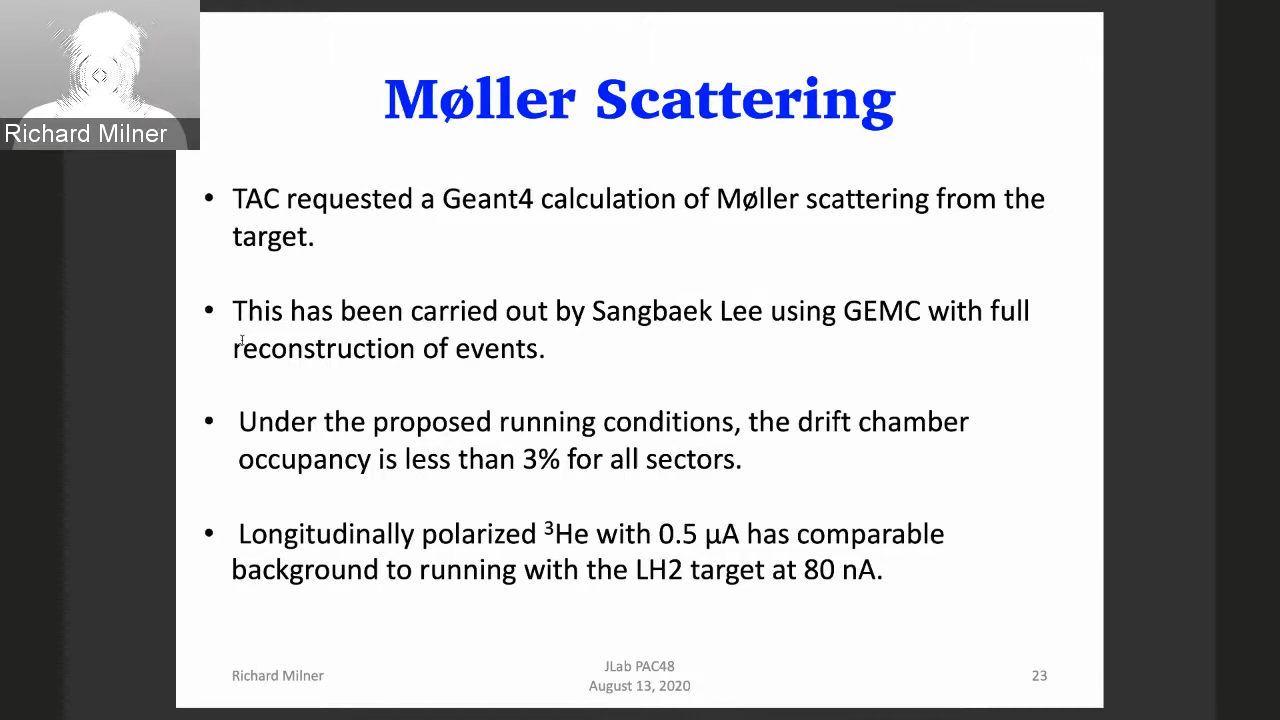 Richard Milner
Møller Scattering
• TAC requested a Geant4 calculation of Møller scattering from the
target.
• This has been carried out by Sangbaek Lee using GEMC with full
reconstruction of events.
• Under the proposed running conditions, the drift chamber
occupancy is less than 3% for all sectors.
• Longitudinally polarized ³He with 0.5 µA has comparable
background to running with the LH2 target at 80 nA.
Richard Milner
JLab PAC48
August 13, 2020
23